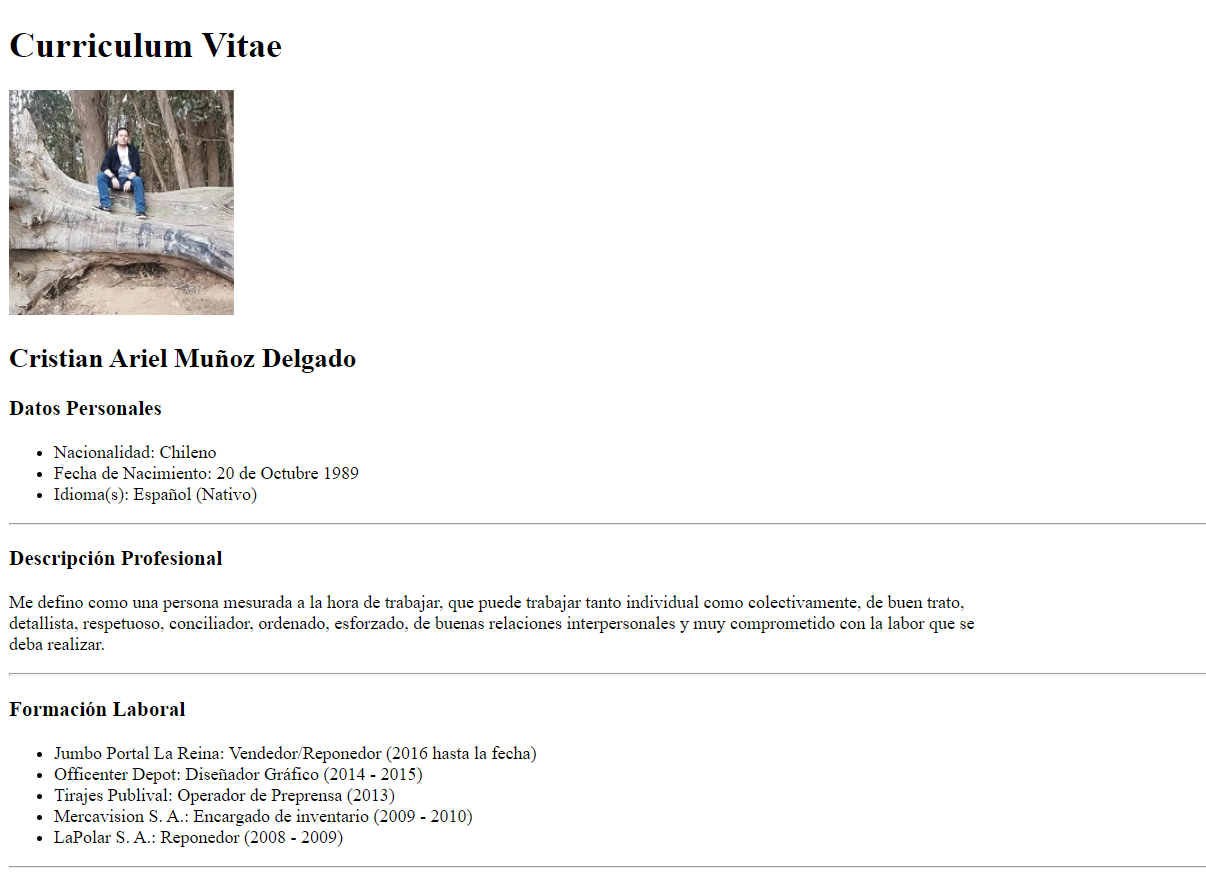 Curriculum Vitae
Cristian Ariel Muñoz Delgado
Datos Personales
Nacionalidad: Chileno
Fecha de Nacimiento: 20 de Octubre 1989
Idioma(s): Español (Nativo)
Descripción Profesional
Me defino como una persona mesurada a la hora de trabajar, que puede trabajar tanto individual como colectivamente, de buen trato,
detallista, respetuoso, conciliador, ordenado, esforzado, de buenas relaciones interpersonales y muy comprometido con la labor que se
deba realizar.
Formación Laboral
Jumbo Portal La Reina: Vendedor/Reponedor (2016 hasta la fecha)
Officenter Depot: Diseñador Gráfico (2014 - 2015)
Tirajes Publival: Operador de Preprensa (2013)
Mercavision S. A.: Encargado de inventario (2009 - 2010)
LaPolar S. A.: Reponedor (2008 - 2009)